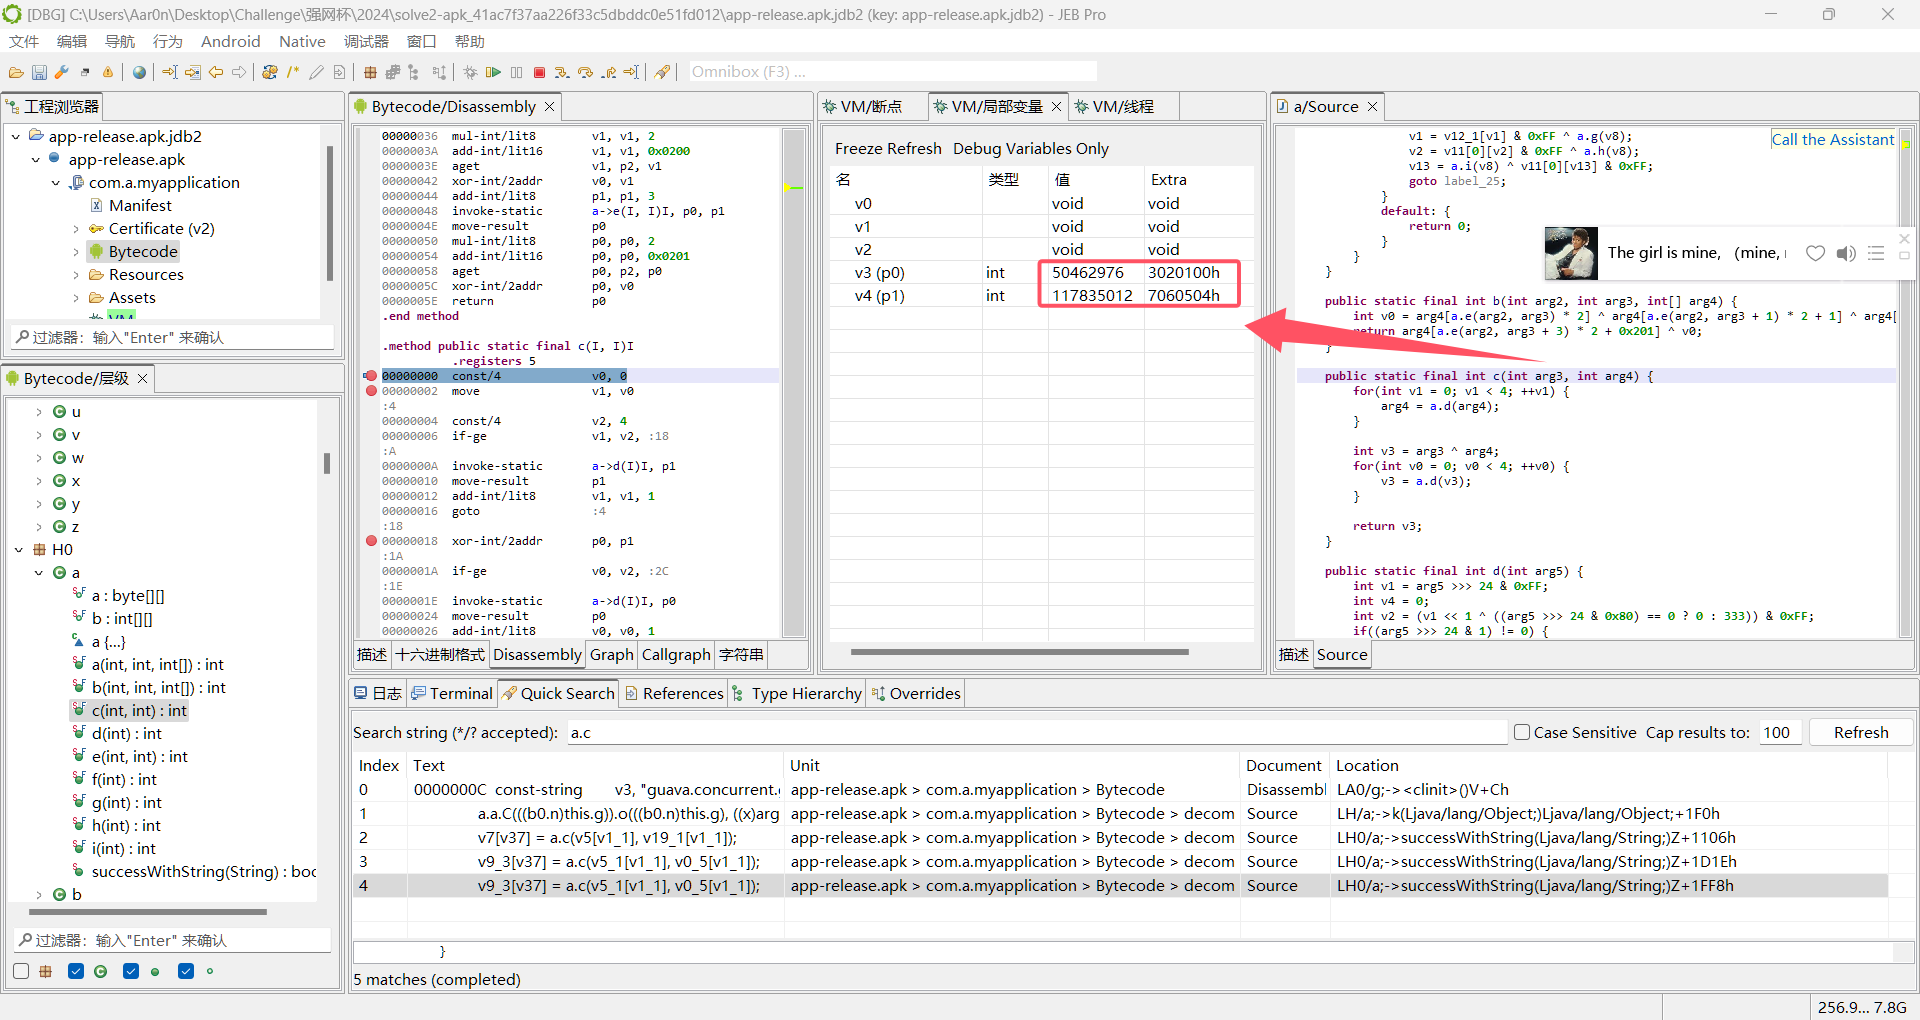 [DBG] C:\Users\Aar0n\Desktop\Challenge\强网杯\2024\solve2-apk_41ac7f37aa226f33c5dbddc0e51fd012\app-release.apk.jdb2 (key: app-release.apk.jdb2) - JEB Pro
文件 编辑 导航 行为 Android Native 调试器 窗口 帮助
Omnibox (F3) ...
工程浏览器
app-release.apk.jdb2
app-release.apk
com.a.myapplication
Manifest
Certificate (v2)
Bytecode
Resources
Assets
VM
过滤器: 输入"Enter" 来确认
Bytecode/层级
u
v
w
x
y
z
H0
a
a : byte[][]
b : int[][]
a {...}
a(int, int, int[]) : int
b(int, int, int[]) : int
c(int, int) : int
d(int) : int
e(int, int) : int
f(int) : int
g(int) : int
h(int) : int
i(int) : int
successWithString(String) : boo
b
过滤器: 输入"Enter" 来确认
Bytecode/Disassembly
00000036 mul-int/lit8 v1, v1, 2
0000003A add-int/lit16 v1, v1, 0x0200
0000003E aget v1, p2, v1
00000042 xor-int/2addr v0, v1
00000044 add-int/lit8 p1, p1, 3
00000048 invoke-static a->e(I, I)I, p0, p1
0000004E move-result p0
00000050 mul-int/lit8 p0, p0, 2
00000054 add-int/lit16 p0, p0, 0x0201
00000058 aget p0, p2, p0
0000005C xor-int/2addr p0, v0
0000005E return p0
.end method
.method public static final c(I, I)I
.registers 5
00000000 const/4 v0, 0
00000002 move v1, v0
:4
00000004 const/4 v2, 4
00000006 if-ge v1, v2, :18
:A
0000000A invoke-static a->d(I)I, p1
00000010 move-result p1
00000012 add-int/lit8 v1, v1, 1
00000016 goto :4
:18
00000018 xor-int/2addr p0, p1
:1A
0000001A if-ge v0, v2, :2C
:1E
0000001E invoke-static a->d(I)I, p0
00000024 move-result p0
00000026 add-int/lit8 v0, v0, 1
描述 十六进制格式 Disassembly Graph Callgraph 字符串
VM/断点 VM/局部变量 VM/线程
Freeze Refresh Debug Variables Only
名 类型 值 Extra
v0 void void
v1 void void
v2 void void
v3 (p0) int 50462976 3020100h
v4 (p1) int 117835012 7060504h
a/Source
Call the Assistant
v1 = v12_1[v1] & 0xFF ^ a.g(v8);
v2 = v11[0][v2] & 0xFF ^ a.h(v8);
v13 = a.i(v8) ^ v11[0][v13] & 0xFF;
goto label_25;
}
default: {
return 0;
}
}
}
The girl is mine, (mine,
public static final int b(int arg2, int arg3, int[] arg4) {
int v0 = arg4[a.e(arg2, arg3) * 2] ^ arg4[a.e(arg2, arg3 + 1) * 2 + 1] ^ arg4[
return arg4[a.e(arg2, arg3 + 3) * 2 + 0x201] ^ v0;
}
public static final int c(int arg3, int arg4) {
for(int v1 = 0; v1 < 4; ++v1) {
arg4 = a.d(arg4);
}
int v3 = arg3 ^ arg4;
for(int v0 = 0; v0 < 4; ++v0) {
v3 = a.d(v3);
}
return v3;
}
public static final int d(int arg5) {
int v1 = arg5 >>> 24 & 0xFF;
int v4 = 0;
int v2 = (v1 << 1 ^ ((arg5 >>> 24 & 0x80) == 0 ? 0 : 333)) & 0xFF;
if((arg5 >>> 24 & 1) != 0) {
描述 Source
日志 Terminal Quick Search References Type Hierarchy Overrides
Search string (*/? accepted): a.c Case Sensitive Cap results to: 100 Refresh
Index Text Unit Document Location
0 0000000C const-string v3, "guava.concurrent.g app-release.apk > com.a.myapplication > Bytecode Disassembl LA0/g;-><clinit>()V+Ch
1 a.a.C(((b0.n)this.g)).o(((b0.n)this.g), ((x)arg app-release.apk > com.a.myapplication > Bytecode > decom Source LH/a;->k(Ljava/lang/Object;)Ljava/lang/Object;+1F0h
2 v7[v37] = a.c(v5[v1_1], v19_1[v1_1]); app-release.apk > com.a.myapplication > Bytecode > decom Source LH0/a;->successWithString(Ljava/lang/String;)Z+1106h
3 v9_3[v37] = a.c(v5_1[v1_1], v0_5[v1_1]); app-release.apk > com.a.myapplication > Bytecode > decom Source LH0/a;->successWithString(Ljava/lang/String;)Z+1D1Eh
4 v9_3[v37] = a.c(v5_1[v1_1], v0_5[v1_1]); app-release.apk > com.a.myapplication > Bytecode > decom Source LH0/a;->successWithString(Ljava/lang/String;)Z+1FF8h
}
5 matches (completed)
256.9... 7.8G